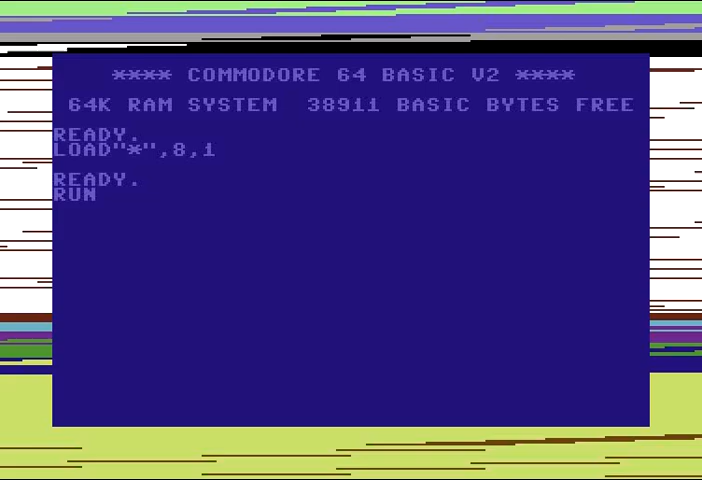 **** COMMODORE 64 BASIC V2 ****
64K RAM SYSTEM  38911 BASIC BYTES FREE
READY.
LOAD"*",8,1
READY.
RUN